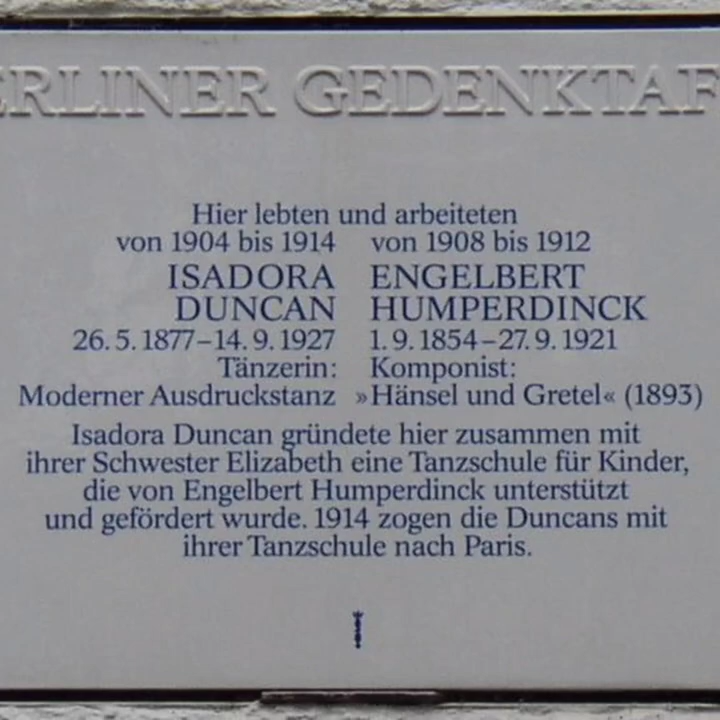 ERLINER GEDENKTAF
Hier lebten und arbeiteten
von 1904 bis 1914 von 1908 bis 1912
ISADORA ENGELBERT
DUNCAN HUMPERDINCK
26.5.1877–14.9.1927 1.9.1854–27.9.1921
Tänzerin: Komponist:
Moderner Ausdruckstanz »Hänsel und Gretel« (1893)
Isadora Duncan gründete hier zusammen mit
ihrer Schwester Elizabeth eine Tanzschule für Kinder,
die von Engelbert Humperdinck unterstützt
und gefördert wurde. 1914 zogen die Duncans mit
ihrer Tanzschule nach Paris.